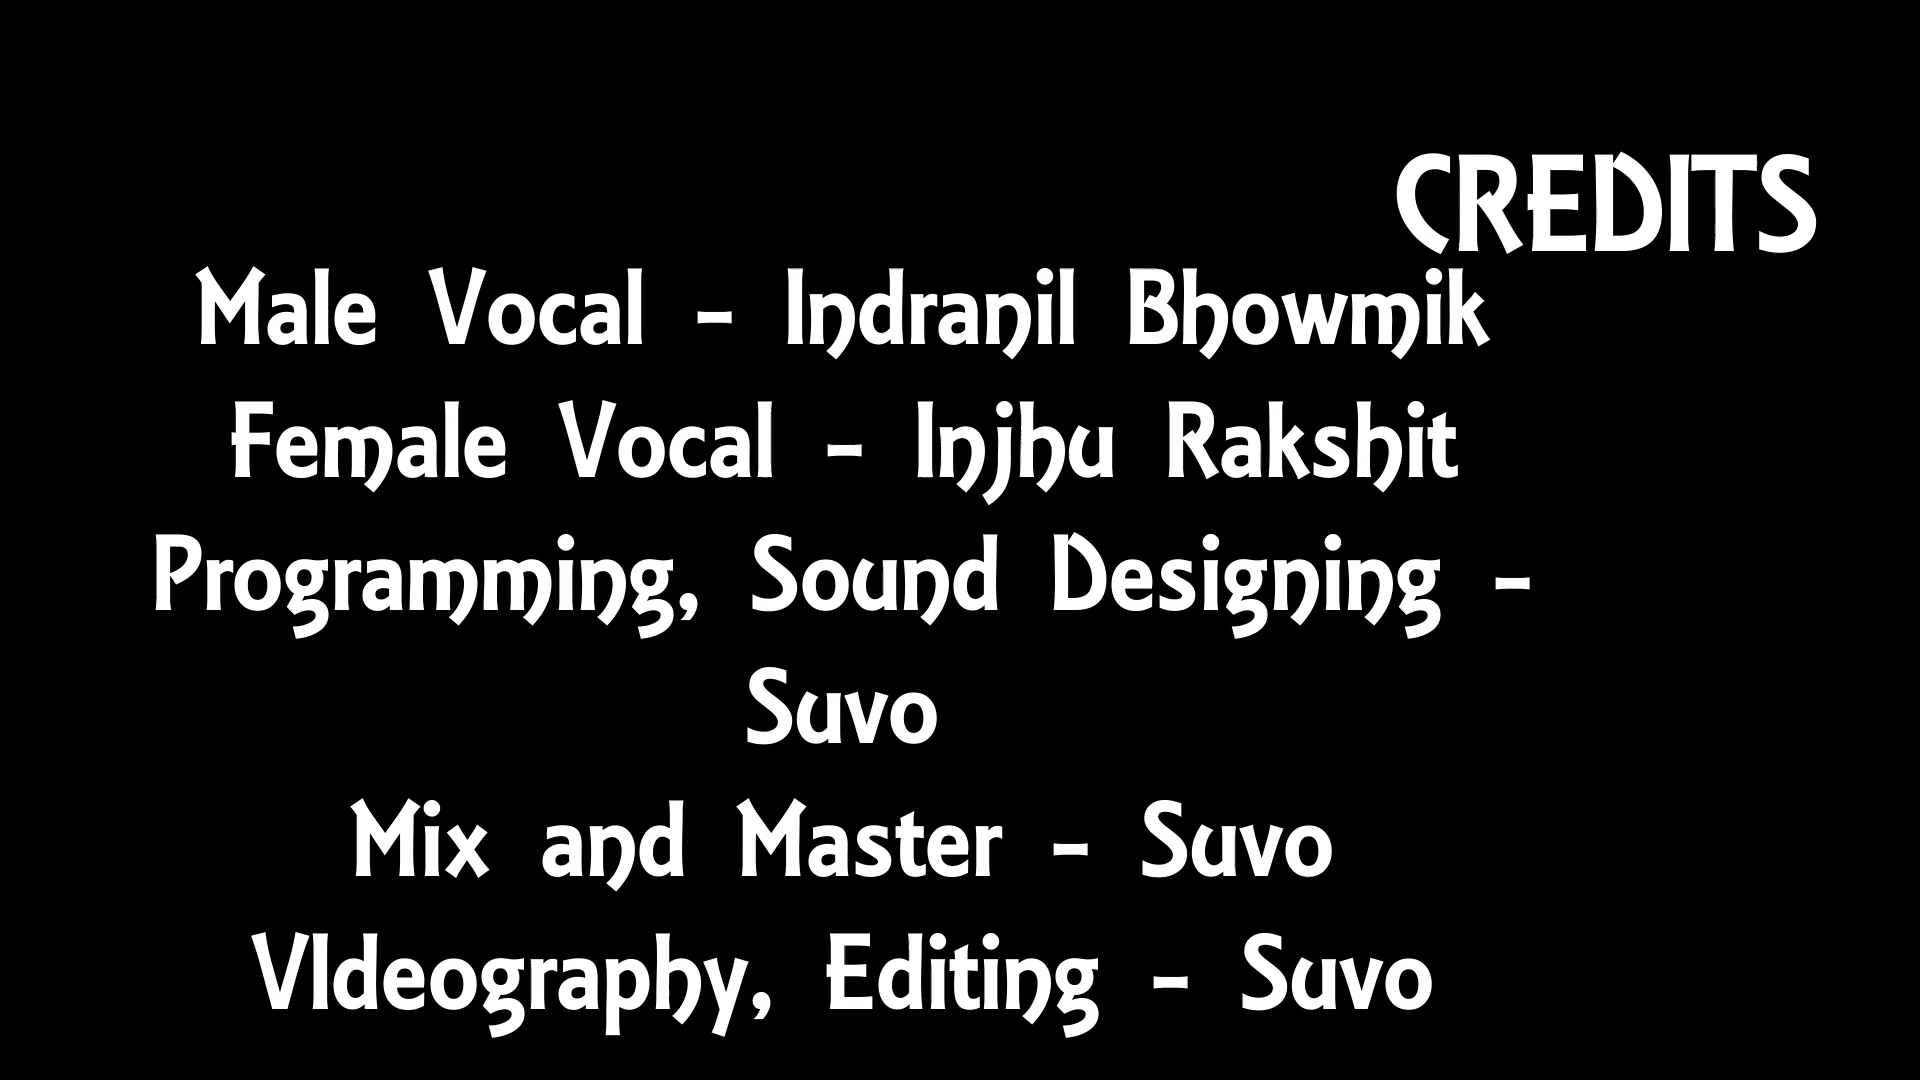 CREDITS
Male Vocal - Indranil Bhowmik
Female Vocal - Injhu Rakshit
Programming, Sound Designing -
Suvo
Mix and Master - Suvo
VIdeography, Editing - Suvo